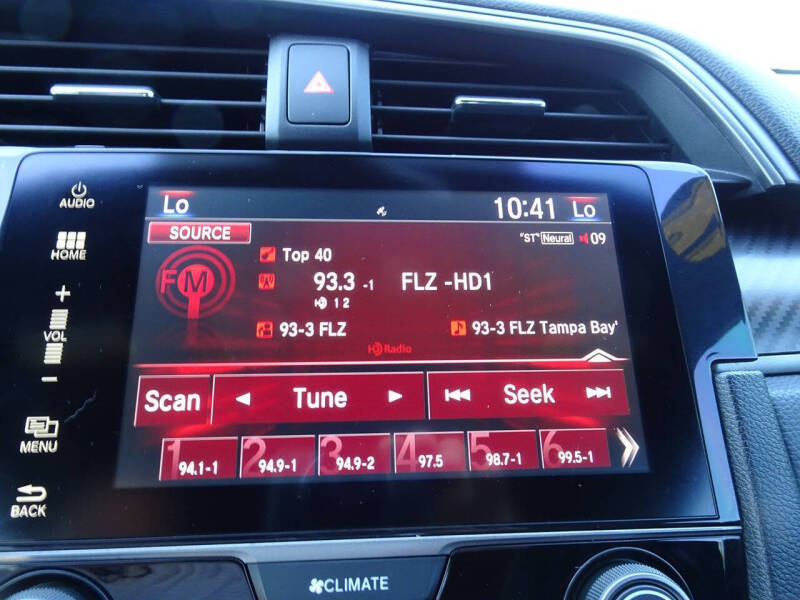 Lo 10:41 Lo
AUDIO
SOURCE "ST" Neural 09
HOME
FM
Top 40
93.3 -1 FLZ -HD1
HD 1 2
VOL
93-3 FLZ 93-3 FLZ Tampa Bay'
HD Radio
Scan Tune Seek
MENU
1 2 3 4 5 6
94.1-1 94.9-1 94.9-2 97.5 98.7-1 99.5-1
BACK
CLIMATE